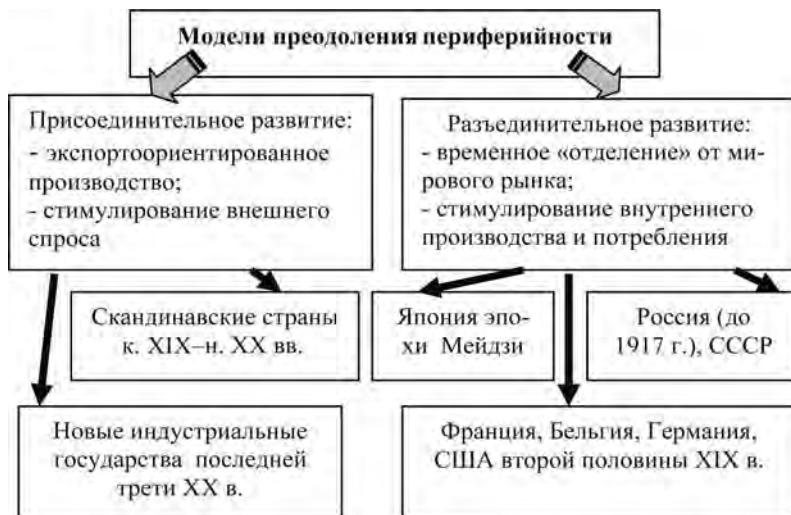 Модели преодоления периферийности
Присоединительное развитие:
- экспортоориентированное
производство;
- стимулирование внешнего
спроса
Разъединительное развитие:
- временное «отделение» от ми-
рового рынка;
- стимулирование внутреннего
производства и потребления
Скандинавские страны
к. XIX–н. XX вв.
Япония эпо-
хи Мейдзи
Россия (до
1917 г.), СССР
Новые индустриальные
государства последней
трети XX в.
Франция, Бельгия, Германия,
США второй половины XIX в.